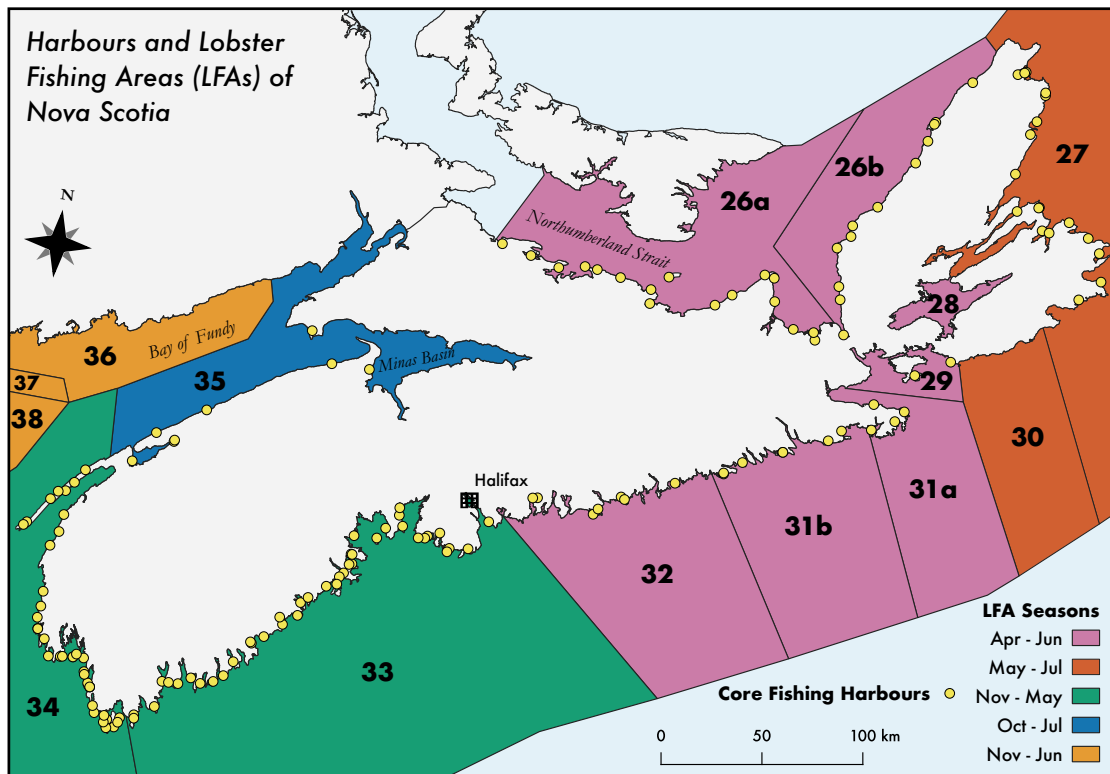 Harbours and Lobster
Fishing Areas (LFAs) of
Nova Scotia
N
27
26b
26a
Northumberland Strait
28
36
Bay of Fundy
35
Minas Basin
37
38
29
30
Halifax
31a
31b
32
33
34
LFA Seasons
Apr - Jun
May - Jul
Core Fishing Harbours
Nov - May
Oct - Jul
Nov - Jun
0 50 100 km